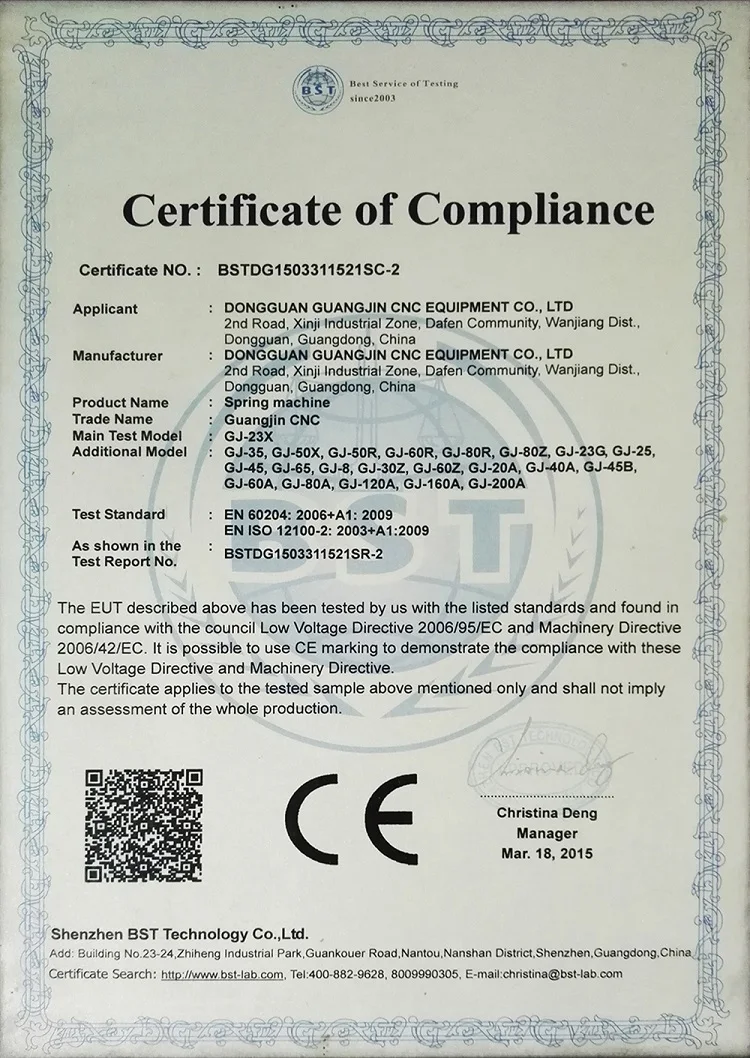 BST
Best Service of Testing
since2003
Certificate of Compliance
Certificate NO. : BSTDG1503311521SC-2
Applicant : DONGGUAN GUANGJIN CNC EQUIPMENT CO., LTD
2nd Road, Xinji Industrial Zone, Dafen Community, Wanjiang Dist.,
Dongguan, Guangdong, China
Manufacturer : DONGGUAN GUANGJIN CNC EQUIPMENT CO., LTD
2nd Road, Xinji Industrial Zone, Dafen Community, Wanjiang Dist.,
Dongguan, Guangdong, China
Product Name : Spring machine
Trade Name : Guangjin CNC
Main Test Model : GJ-23X
Additional Model : GJ-35, GJ-50X, GJ-50R, GJ-60R, GJ-80R, GJ-80Z, GJ-23G, GJ-25,
GJ-45, GJ-65, GJ-8, GJ-30Z, GJ-60Z, GJ-20A, GJ-40A, GJ-45B,
GJ-60A, GJ-80A, GJ-120A, GJ-160A, GJ-200A
Test Standard : EN 60204: 2006+A1: 2009
EN ISO 12100-2: 2003+A1:2009
As shown in the
Test Report No. : BSTDG1503311521SR-2
BST
The EUT described above has been tested by us with the listed standards and found in
compliance with the council Low Voltage Directive 2006/95/EC and Machinery Directive
2006/42/EC. It is possible to use CE marking to demonstrate the compliance with these
Low Voltage Directive and Machinery Directive.
The certificate applies to the tested sample above mentioned only and shall not imply
an assessment of the whole production.
CE
Christina Deng
Manager
Mar. 18, 2015
Shenzhen BST Technology Co.,Ltd.
Add: Building No.23-24,Zhiheng Industrial Park,Guankouer Road,Nantou,Nanshan District,Shenzhen,Guangdong,China
Certificate Search: http://www.bst-lab.com, Tel:400-882-9628, 8009990305, E-mail:christina@bst-lab.com